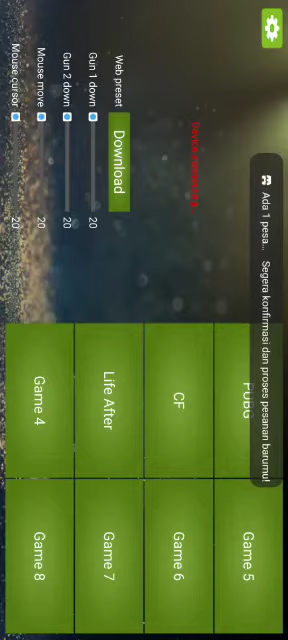 Ada 1 pesa... Segera konfirmasi dan proses pesanan barumu!
PUBG
Game 5
Device
CF
Game 6
Web preset
Download
Gun 1 down 20
Life After
Game 7
Gun 2 down 20
Mouse move 20
Game 4
Game 8
Mouse cursor 20